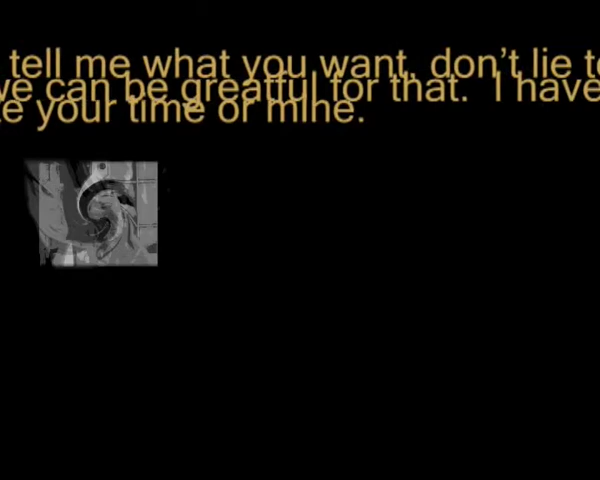 tell me what you want, don't lie to
we can be greatful for that. I have
e your time or mine.